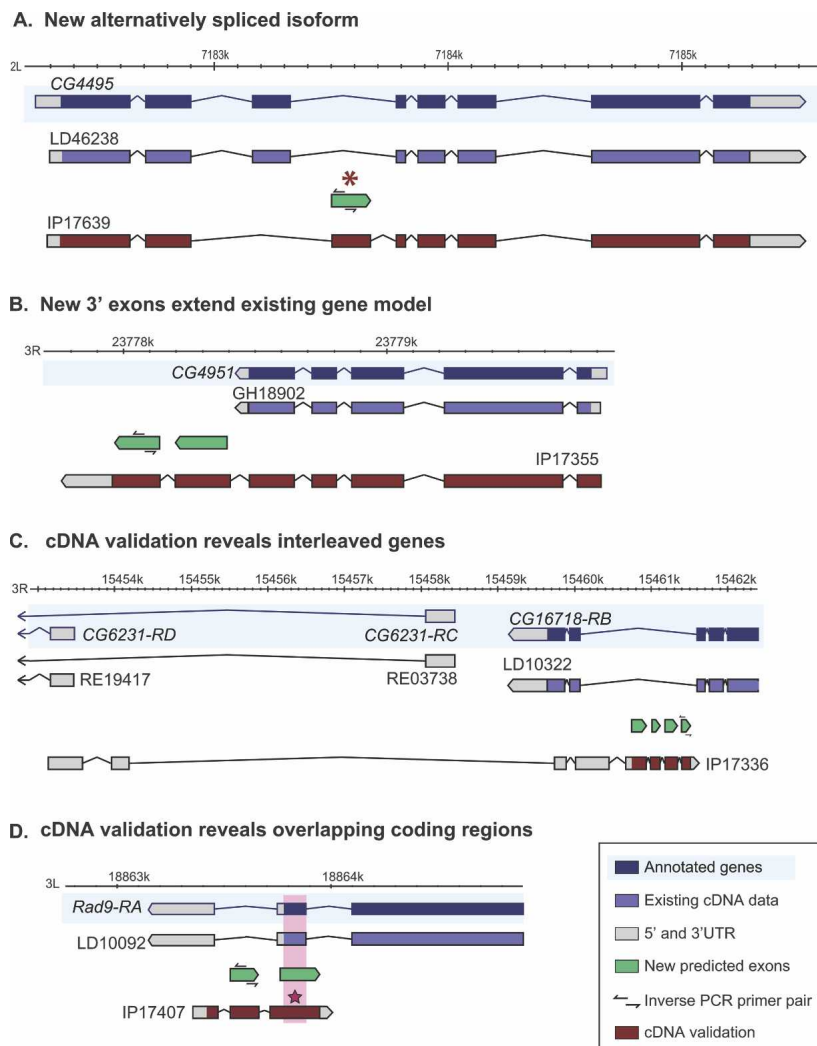 A. New alternatively spliced isoform
7183k 7184k 7185k
2L
CG4495
LD46238
*
IP17639
B. New 3’ exons extend existing gene model
23778k 23779k
3R
CG4951
GH18902
IP17355
C. cDNA validation reveals interleaved genes
15454k 15455k 15456k 15457k 15458k 15459k 15460k 15461k 15462k
3R
CG6231-RD CG6231-RC CG16718-RB
RE19417 RE03738 LD10322
IP17336
D. cDNA validation reveals overlapping coding regions
18863k 18864k
3L
Rad9-RA
LD10092
IP17407
Annotated genes
Existing cDNA data
5’ and 3’UTR
New predicted exons
Inverse PCR primer pair
cDNA validation